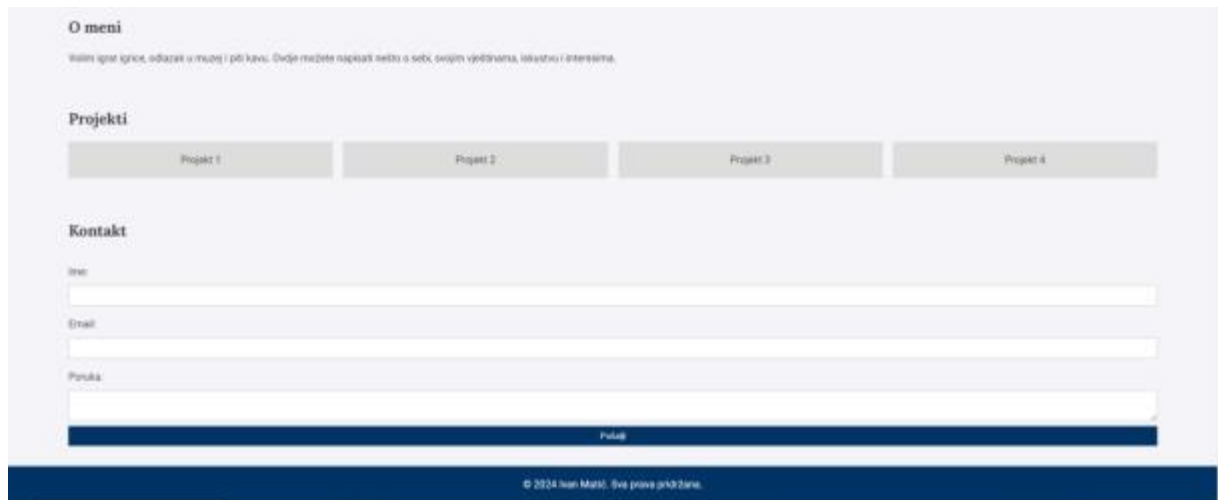 O meni
Volim igrat igrice, odlazak u muzej i piti kavu. Ovdje možete napisati nešto o sebi, svojim vještinama, iskustvu i interesima.
Projekti
Projekt 1 Projekt 2 Projekt 3 Projekt 4
Kontakt
Ime:
Email:
Poruka:
Pošalji
© 2024 Ivan Matić. Sva prava pridržana.